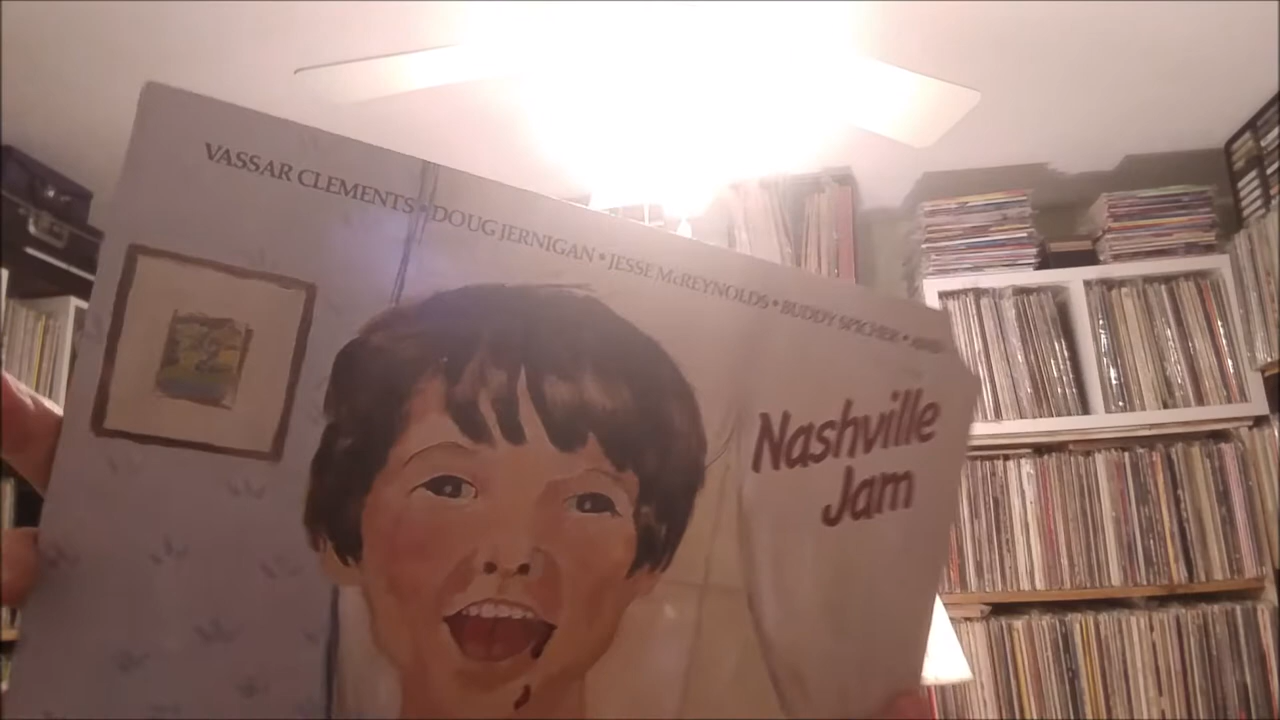 VASSAR CLEMENTS • DOUG JERNIGAN • JESSE McREYNOLDS • BUDDY SPICHER •
Nashville
Jam